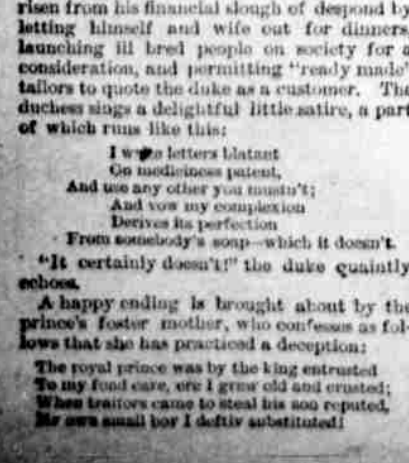 risen from his financial slough of despond by
letting himself and wife out for dinners,
launching ill bred people on society for a
consideration, and permitting "ready made"
tailors to quote the duke as a customer. The
duchess sings a delightful little satire, a part
of which runs like this:
I write letters blatant
On medicines patent,
And use any other you mustn't;
And vow my complexion
Derives its perfection
From somebody's soap—which it doesn't.
"It certainly doesn't!" the duke quaintly
echoes.
A happy ending is brought about by the
prince's foster mother, who confesses as fol-
lows that she has practiced a deception:
The royal prince was by the king entrusted
To my fond care, ere I grew old and crusted;
When traitors came to steal his son reputed,
My own small boy I deftly substituted!